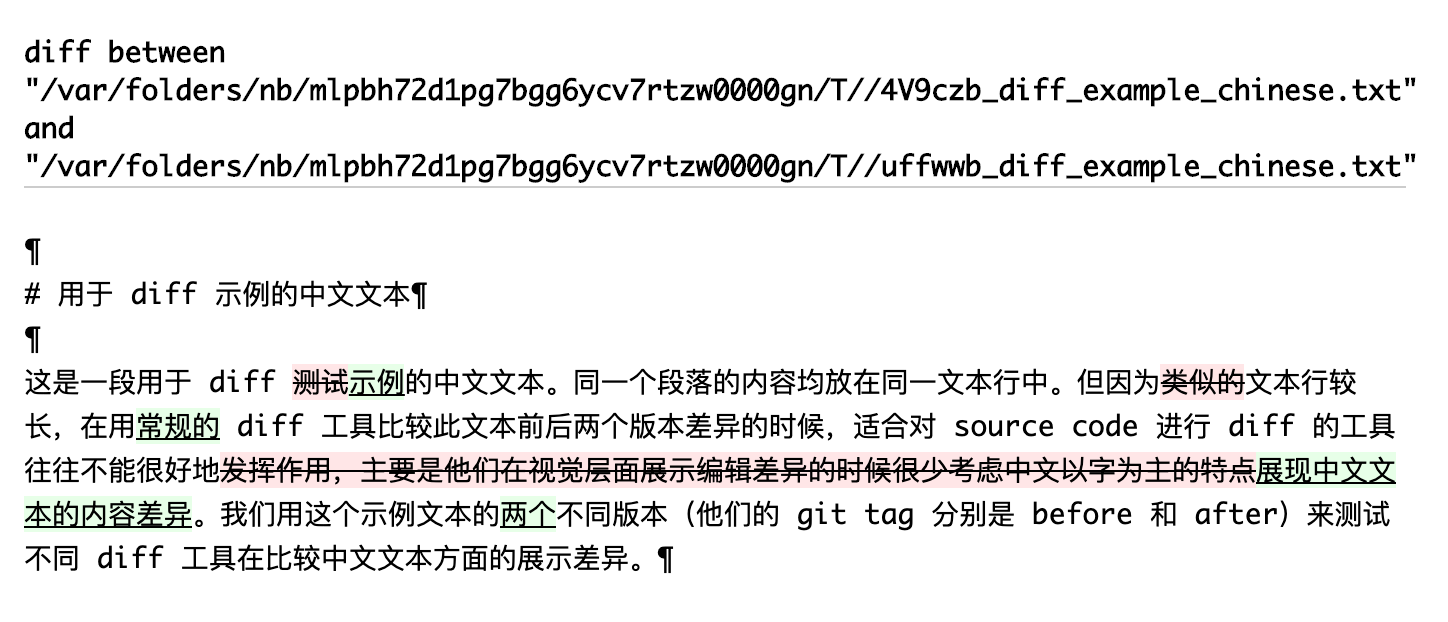 diff between
"/var/folders/nb/mlpbh72d1pg7bgg6ycv7rtzw0000gn/T//4V9czb_diff_example_chinese.txt"
and
"/var/folders/nb/mlpbh72d1pg7bgg6ycv7rtzw0000gn/T//uffwwb_diff_example_chinese.txt"
¶
# 用于 diff 示例的中文文本¶
¶
这是一段用于 diff 测试示例的中文文本。同一个段落的内容均放在同一文本行中。但因为类似的文本行较
长，在用常规的 diff 工具比较此文本前后两个版本差异的时候，适合对 source code 进行 diff 的工具
往往不能很好地发挥作用，主要是他们在视觉层面展示编辑差异的时候很少考虑中文以字为主的特点展现中文文
本的内容差异。我们用这个示例文本的两个不同版本（他们的 git tag 分别是 before 和 after）来测试
不同 diff 工具在比较中文文本方面的展示差异。¶